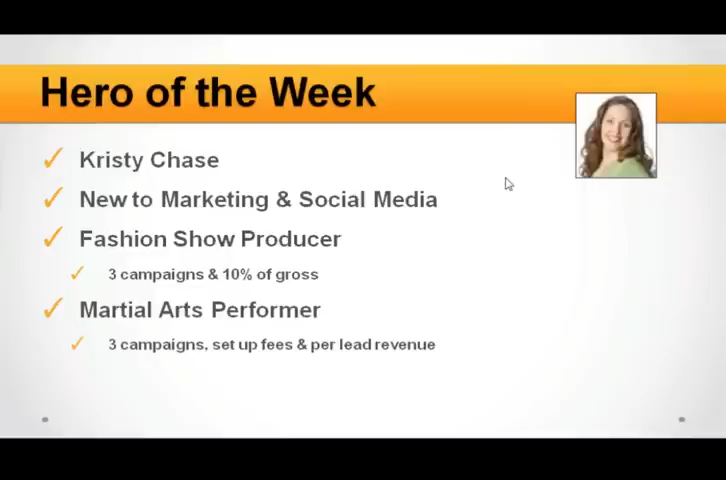 Hero of the Week
Kristy Chase
New to Marketing & Social Media
Fashion Show Producer
3 campaigns & 10% of gross
Martial Arts Performer
3 campaigns, set up fees & per lead revenue